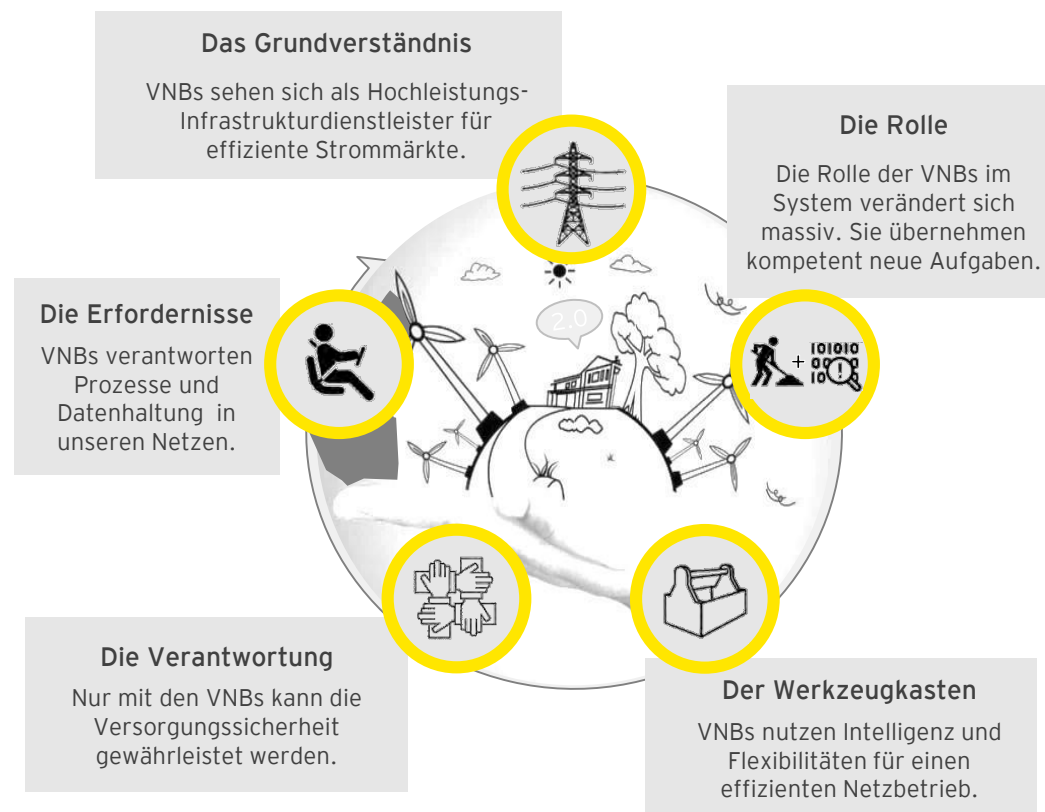 Das Grundverständnis
VNBs sehen sich als Hochleistungs-
Infrastrukturdienstleister für
effiziente Strommärkte.
Die Rolle
Die Rolle der VNBs im
System verändert sich
massiv. Sie übernehmen
kompetent neue Aufgaben.
Die Erfordernisse
VNBs verantworten
Prozesse und
Datenhaltung in
unseren Netzen.
2.0
+
101010
Die Verantwortung
Nur mit den VNBs kann die
Versorgungssicherheit
gewährleistet werden.
Der Werkzeugkasten
VNBs nutzen Intelligenz und
Flexibilitäten für einen
effizienten Netzbetrieb.